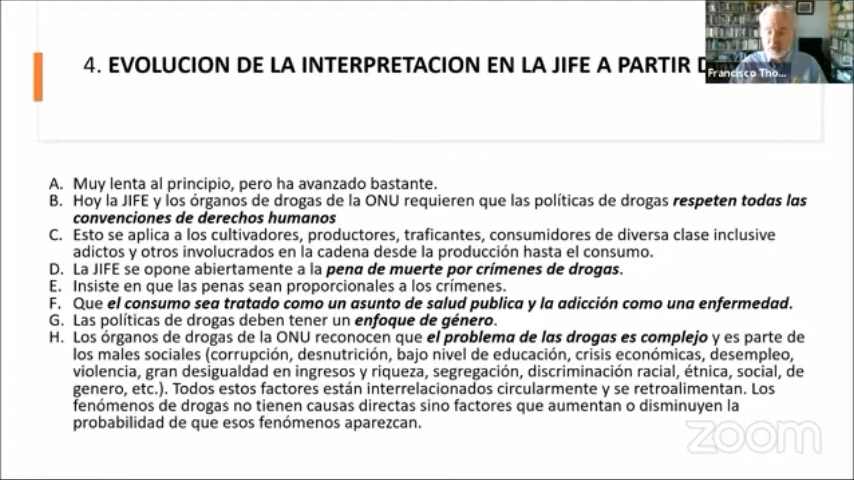 4. EVOLUCION DE LA INTERPRETACION EN LA JIFE A PARTIR
Francisco Tho...
A. Muy lenta al principio, pero ha avanzado bastante.
B. Hoy la JIFE y los órganos de drogas de la ONU requieren que las políticas de drogas respeten todas las
convenciones de derechos humanos
C. Esto se aplica a los cultivadores, productores, traficantes, consumidores de diversa clase inclusive
adictos y otros involucrados en la cadena desde la producción hasta el consumo.
D. La JIFE se opone abiertamente a la pena de muerte por crímenes de drogas.
E. Insiste en que las penas sean proporcionales a los crímenes.
F. Que el consumo sea tratado como un asunto de salud publica y la adicción como una enfermedad.
G. Las políticas de drogas deben tener un enfoque de género.
H. Los órganos de drogas de la ONU reconocen que el problema de las drogas es complejo y es parte de
los males sociales (corrupción, desnutrición, bajo nivel de educación, crisis económicas, desempleo,
violencia, gran desigualdad en ingresos y riqueza, segregación, discriminación racial, étnica, social, de
genero, etc.). Todos estos factores están interrelacionados circularmente y se retroalimentan. Los
fenómenos de drogas no tienen causas directas sino factores que aumentan o disminuyen la
probabilidad de que esos fenómenos aparezcan.
zoom